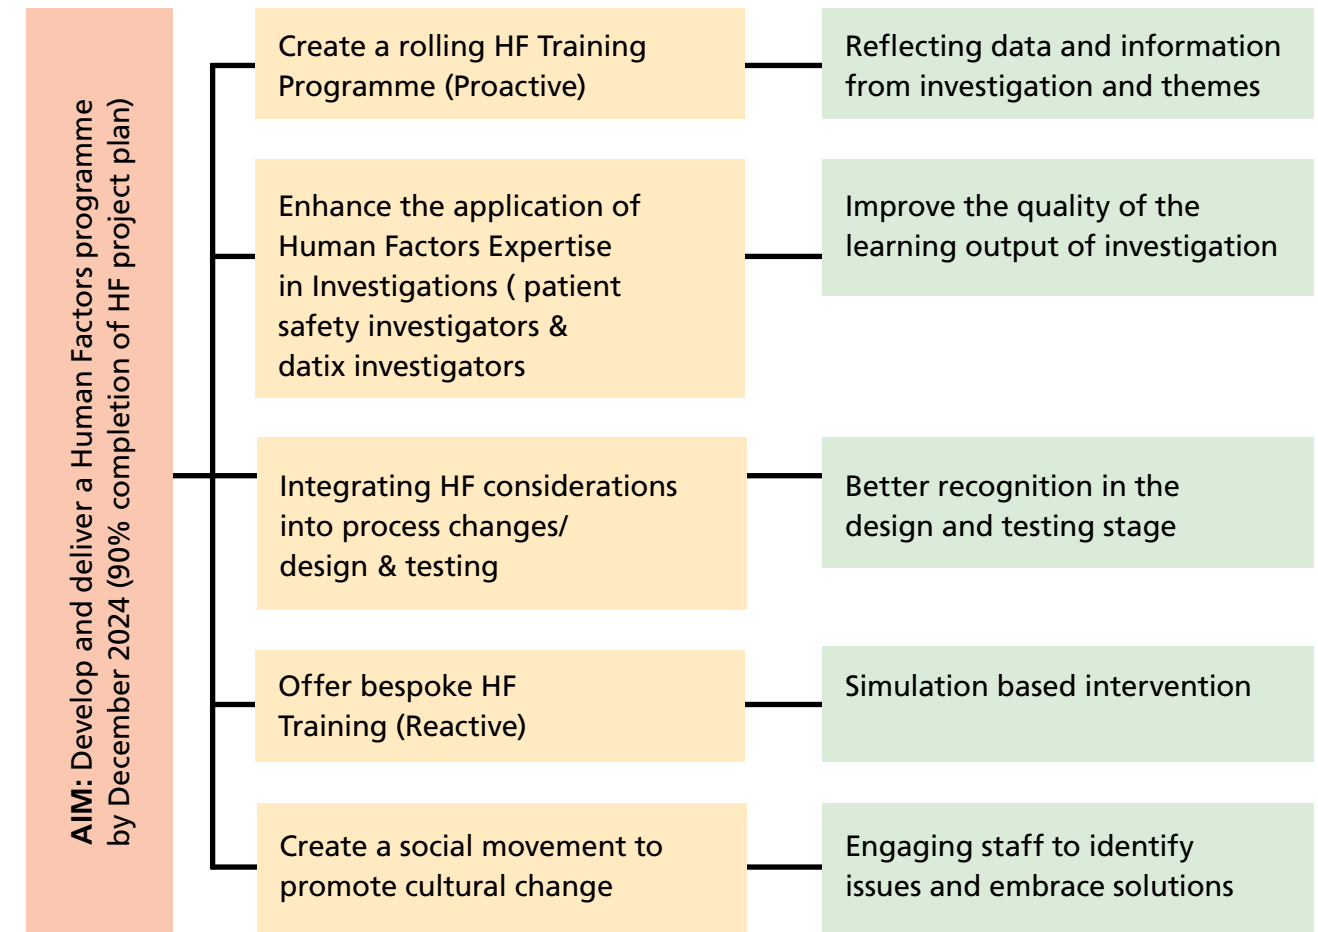 AIM: Develop and deliver a Human Factors programme
by December 2024 (90% completion of HF project plan)
Create a rolling HF Training
Programme (Proactive)
Reflecting data and information
from investigation and themes
Enhance the application of
Human Factors Expertise
in Investigations ( patient
safety investigators &
datix investigators
Improve the quality of the
learning output of investigation
Integrating HF considerations
into process changes/
design & testing
Better recognition in the
design and testing stage
Offer bespoke HF
Training (Reactive)
Simulation based intervention
Create a social movement to
promote cultural change
Engaging staff to identify
issues and embrace solutions